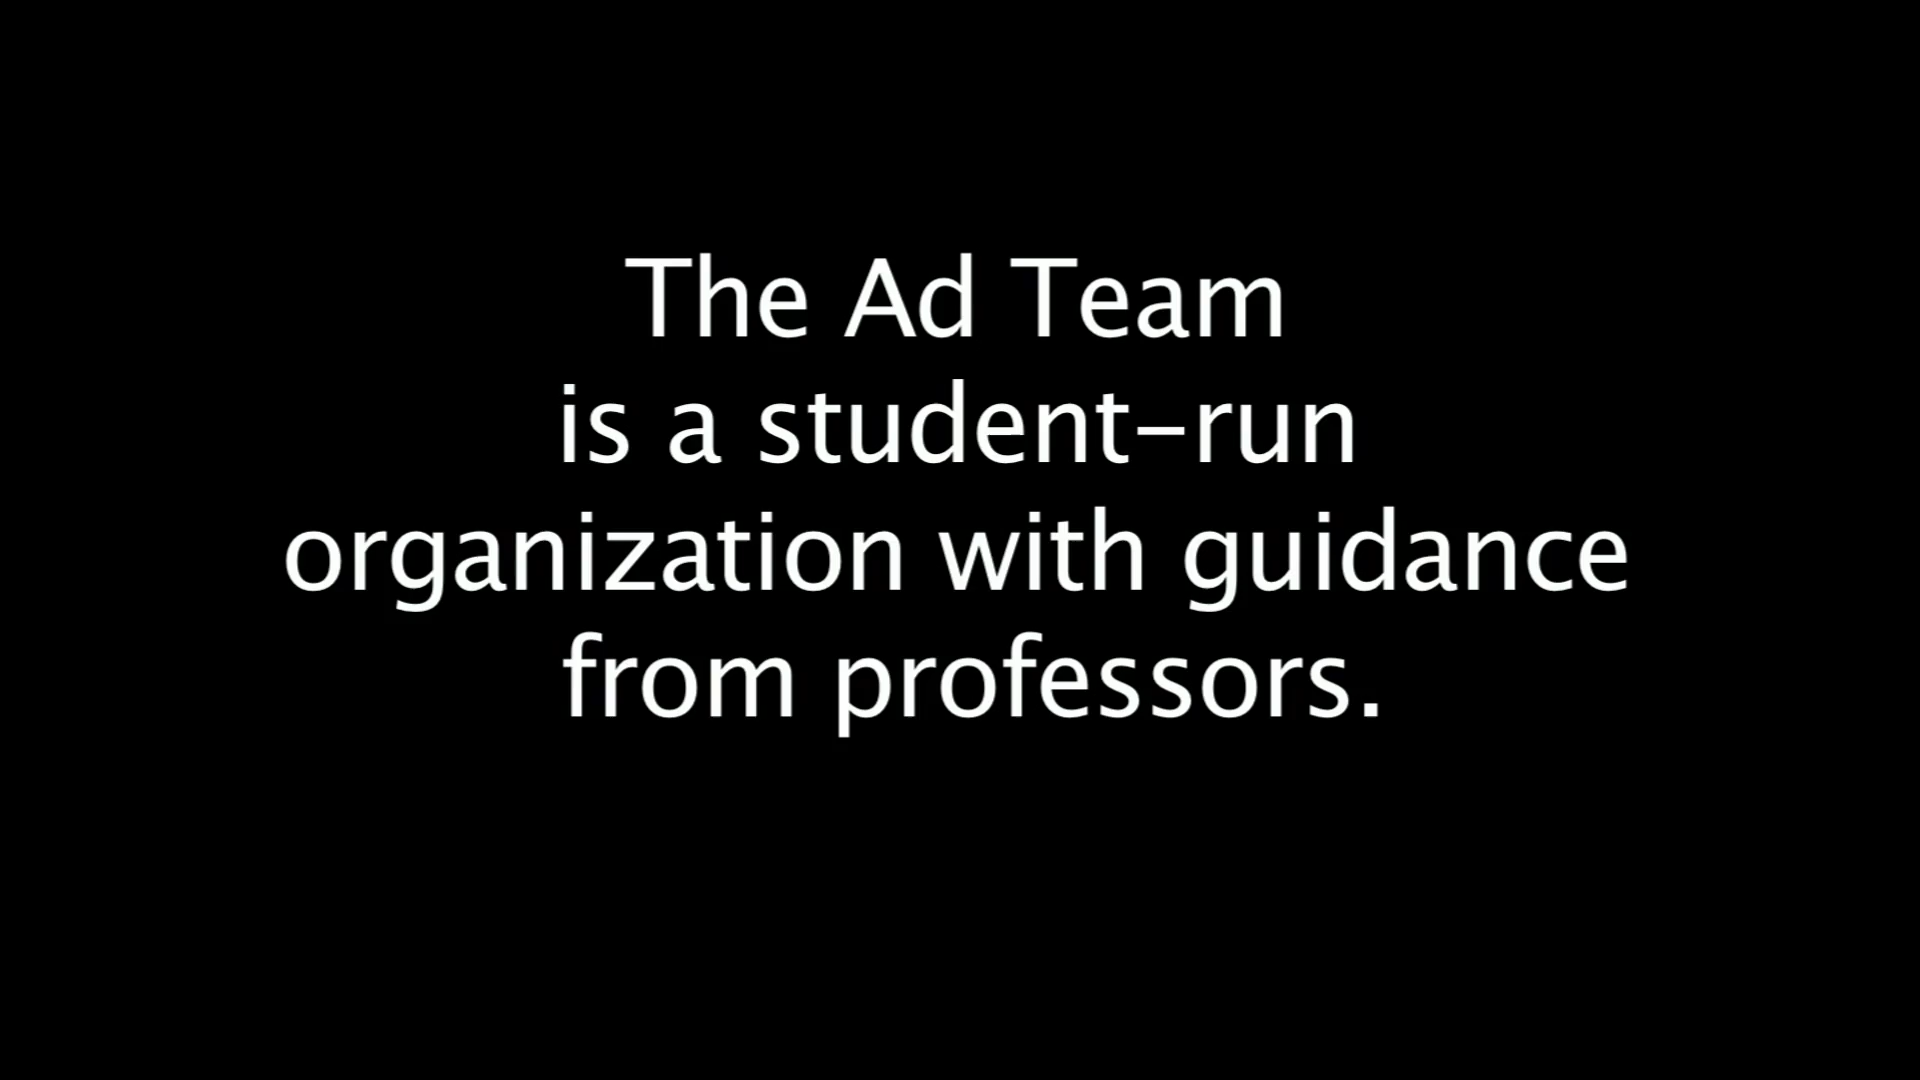 The Ad Team
is a student-run
organization with guidance
from professors.